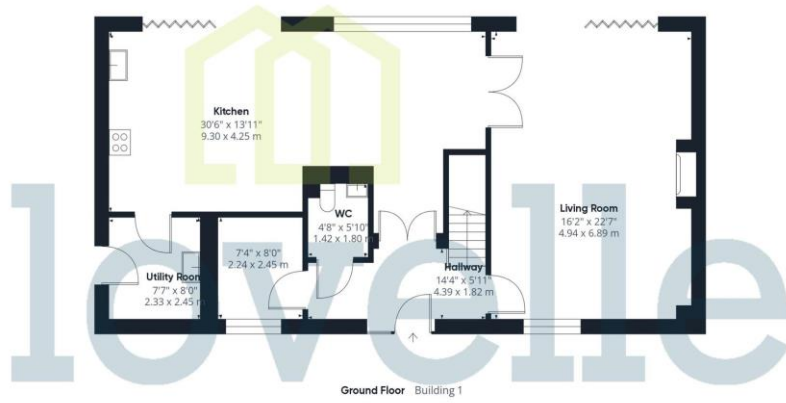 Kitchen
30'6" x 13'11"
9.30 x 4.25 m
WC
4'8" x 5'10"
1.42 x 1.80 m
Living Room
16'2" x 22'7"
4.94 x 6.89 m
7'4" x 8'0"
2.24 x 2.45 m
Utility Room
7'7" x 8'0"
2.33 x 2.45 m
Hallway
14'4" x 5'11"
4.39 x 1.82 m
lovelle
Ground Floor Building 1